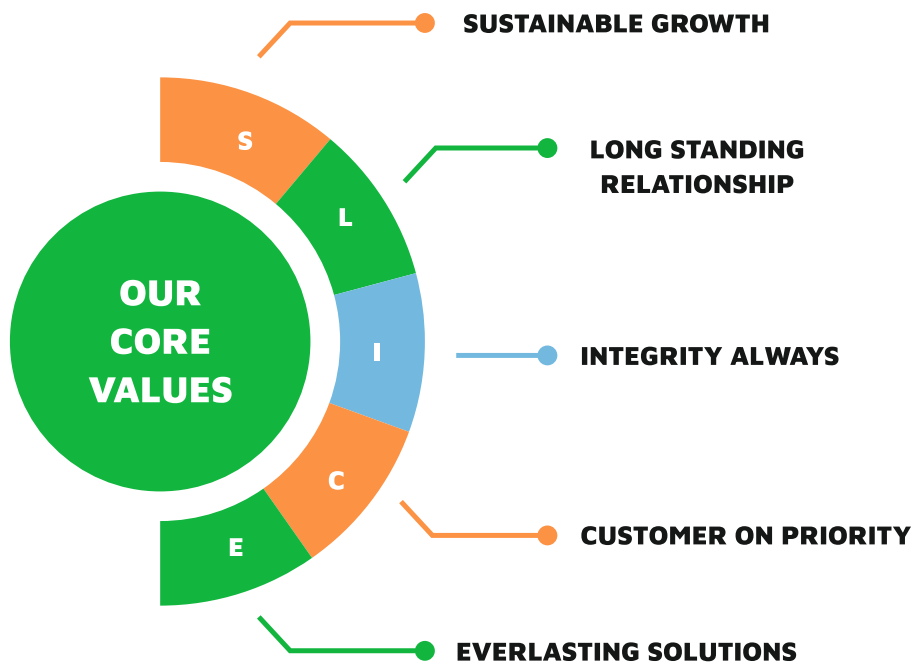 SUSTAINABLE GROWTH
S
LONG STANDING
RELATIONSHIP
L
OUR
CORE
VALUES
I
INTEGRITY ALWAYS
C
CUSTOMER ON PRIORITY
E
EVERLASTING SOLUTIONS